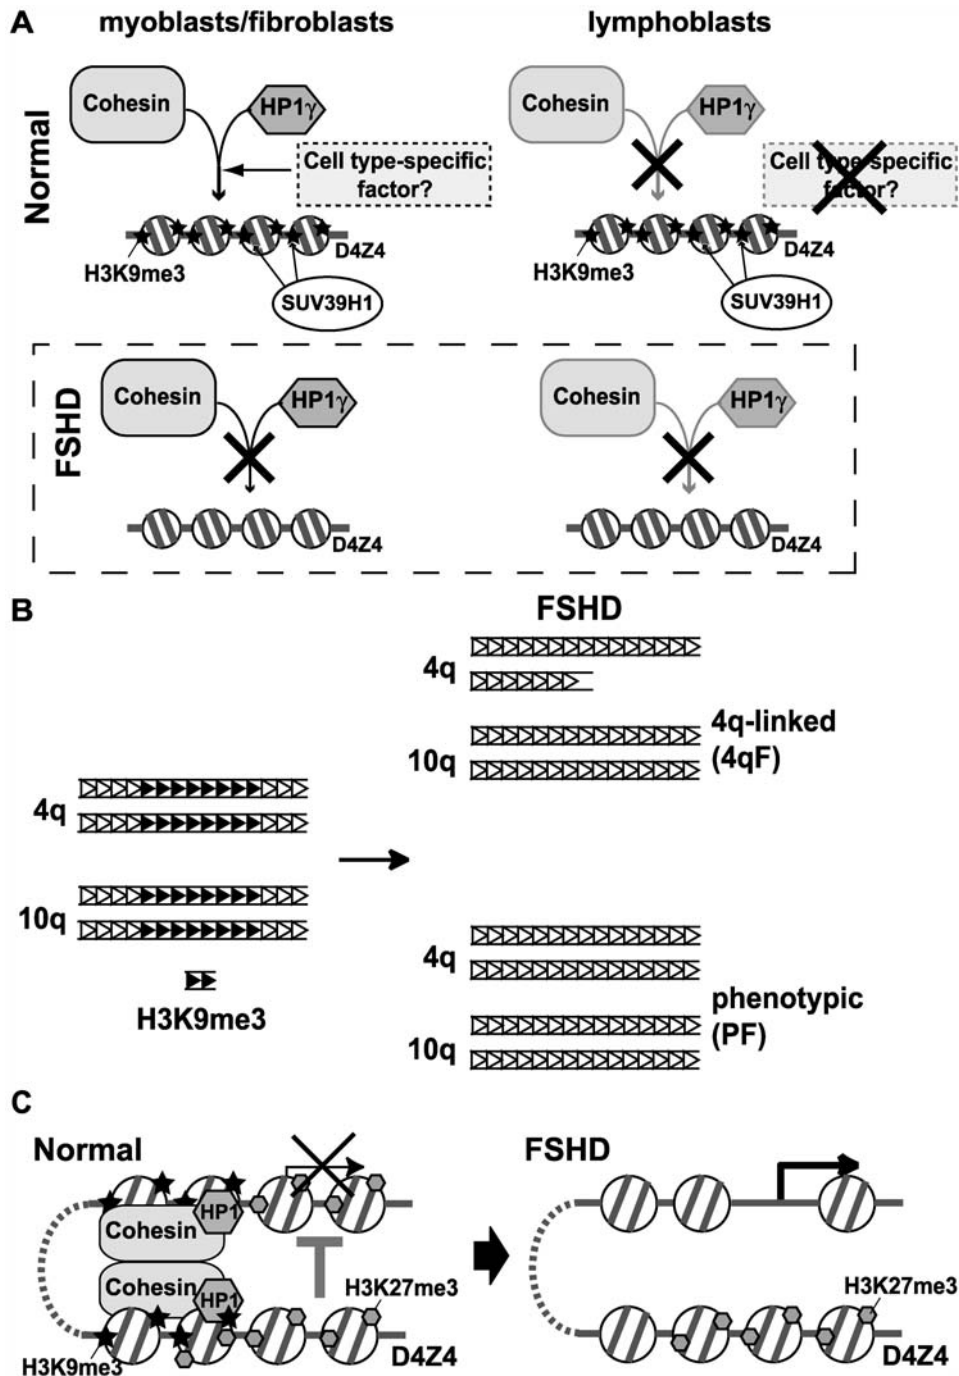 A
myoblasts/fibroblasts
lymphoblasts
Normal
Cohesin
HP1γ
Cell type-specific
factor?
H3K9me3
D4Z4
SUV39H1
Cohesin
HP1γ
Cell type-specific
factor?
H3K9me3
D4Z4
SUV39H1
FSHD
Cohesin
HP1γ
D4Z4
Cohesin
HP1γ
D4Z4
B
4q
10q
H3K9me3
FSHD
4q
10q
4q-linked
(4qF)
4q
10q
phenotypic
(PF)
C
Normal
Cohesin
HP1
Cohesin
HP1
H3K27me3
H3K9me3
D4Z4
FSHD
H3K27me3
D4Z4